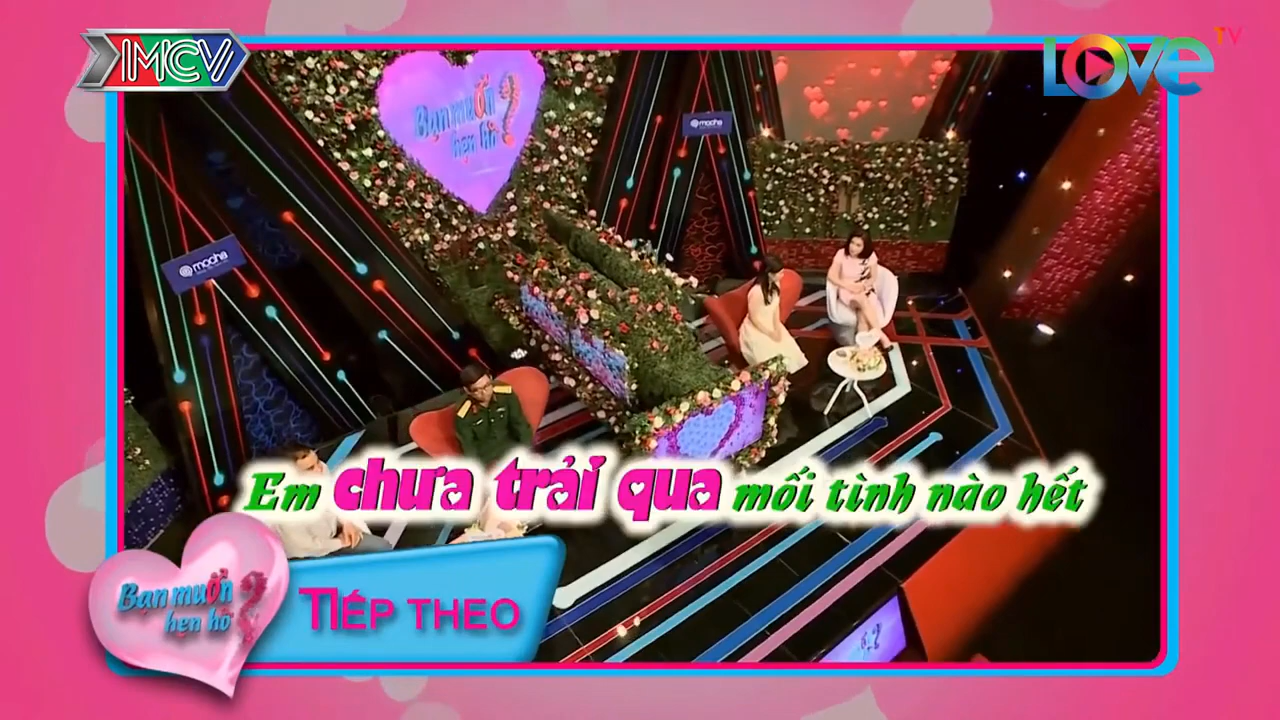 MCV
LOVE TV
Bạn muốn
hẹn hò ?
mocha
mocha
Em chưa trải qua mối tình nào hết
Bạn muốn
hẹn hò ?
TIẾP THEO